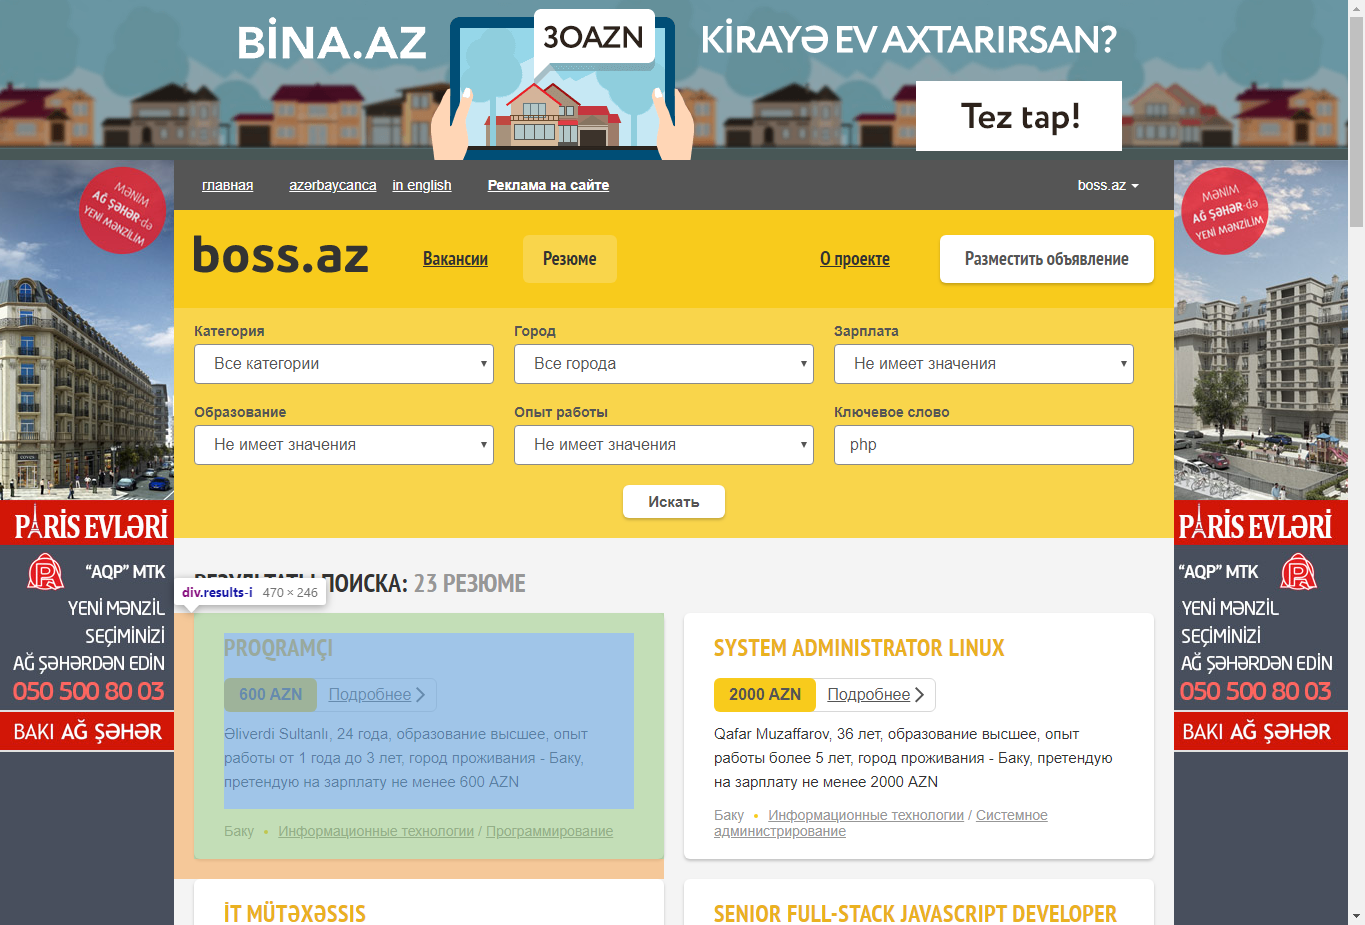 BİNA.AZ
30AZN
KİRAYƏ EV AXTARIRSAN?
Tez tap!
MƏNİM
AĞ ŞƏHƏR-də
YENİ MƏNZİLİM
главная azərbaycanca in english Реклама на сайте boss.az
MƏNİM
AĞ ŞƏHƏR-də
YENİ MƏNZİLİM
boss.az Вакансии Резюме О проекте Разместить объявление
Категория Город Зарплата
Все категории Все города Не имеет значения
Образование Опыт работы Ключевое слово
Не имеет значения Не имеет значения php
Искать
PARİS EVLƏRİ
"AQP" MTK
YENİ MƏNZİL
SEÇİMİNİZİ
AĞ ŞƏHƏRDƏN EDİN
050 500 80 03
BAKI AĞ ŞƏHƏR
PARİS EVLƏRİ
"AQP" MTK
YENİ MƏNZİL
SEÇİMİNİZİ
AĞ ŞƏHƏRDƏN EDİN
050 500 80 03
BAKI AĞ ŞƏHƏR
РЕЗУЛЬТАТЫ ПОИСКА: 23 РЕЗЮМЕ
div.results-i 470 × 246
PROQRAMÇI
600 AZN Подробнее
Əliverdi Sultanlı, 24 года, образование высшее, опыт
работы от 1 года до 3 лет, город проживания - Баку,
претендую на зарплату не менее 600 AZN
Баку • Информационные технологии / Программирование
SYSTEM ADMINISTRATOR LINUX
2000 AZN Подробнее
Qafar Muzaffarov, 36 лет, образование высшее, опыт
работы более 5 лет, город проживания - Баку, претендую
на зарплату не менее 2000 AZN
Баку • Информационные технологии / Системное
администрирование
İT MÜTƏXƏSSIS
SENIOR FULL-STACK JAVASCRIPT DEVELOPER